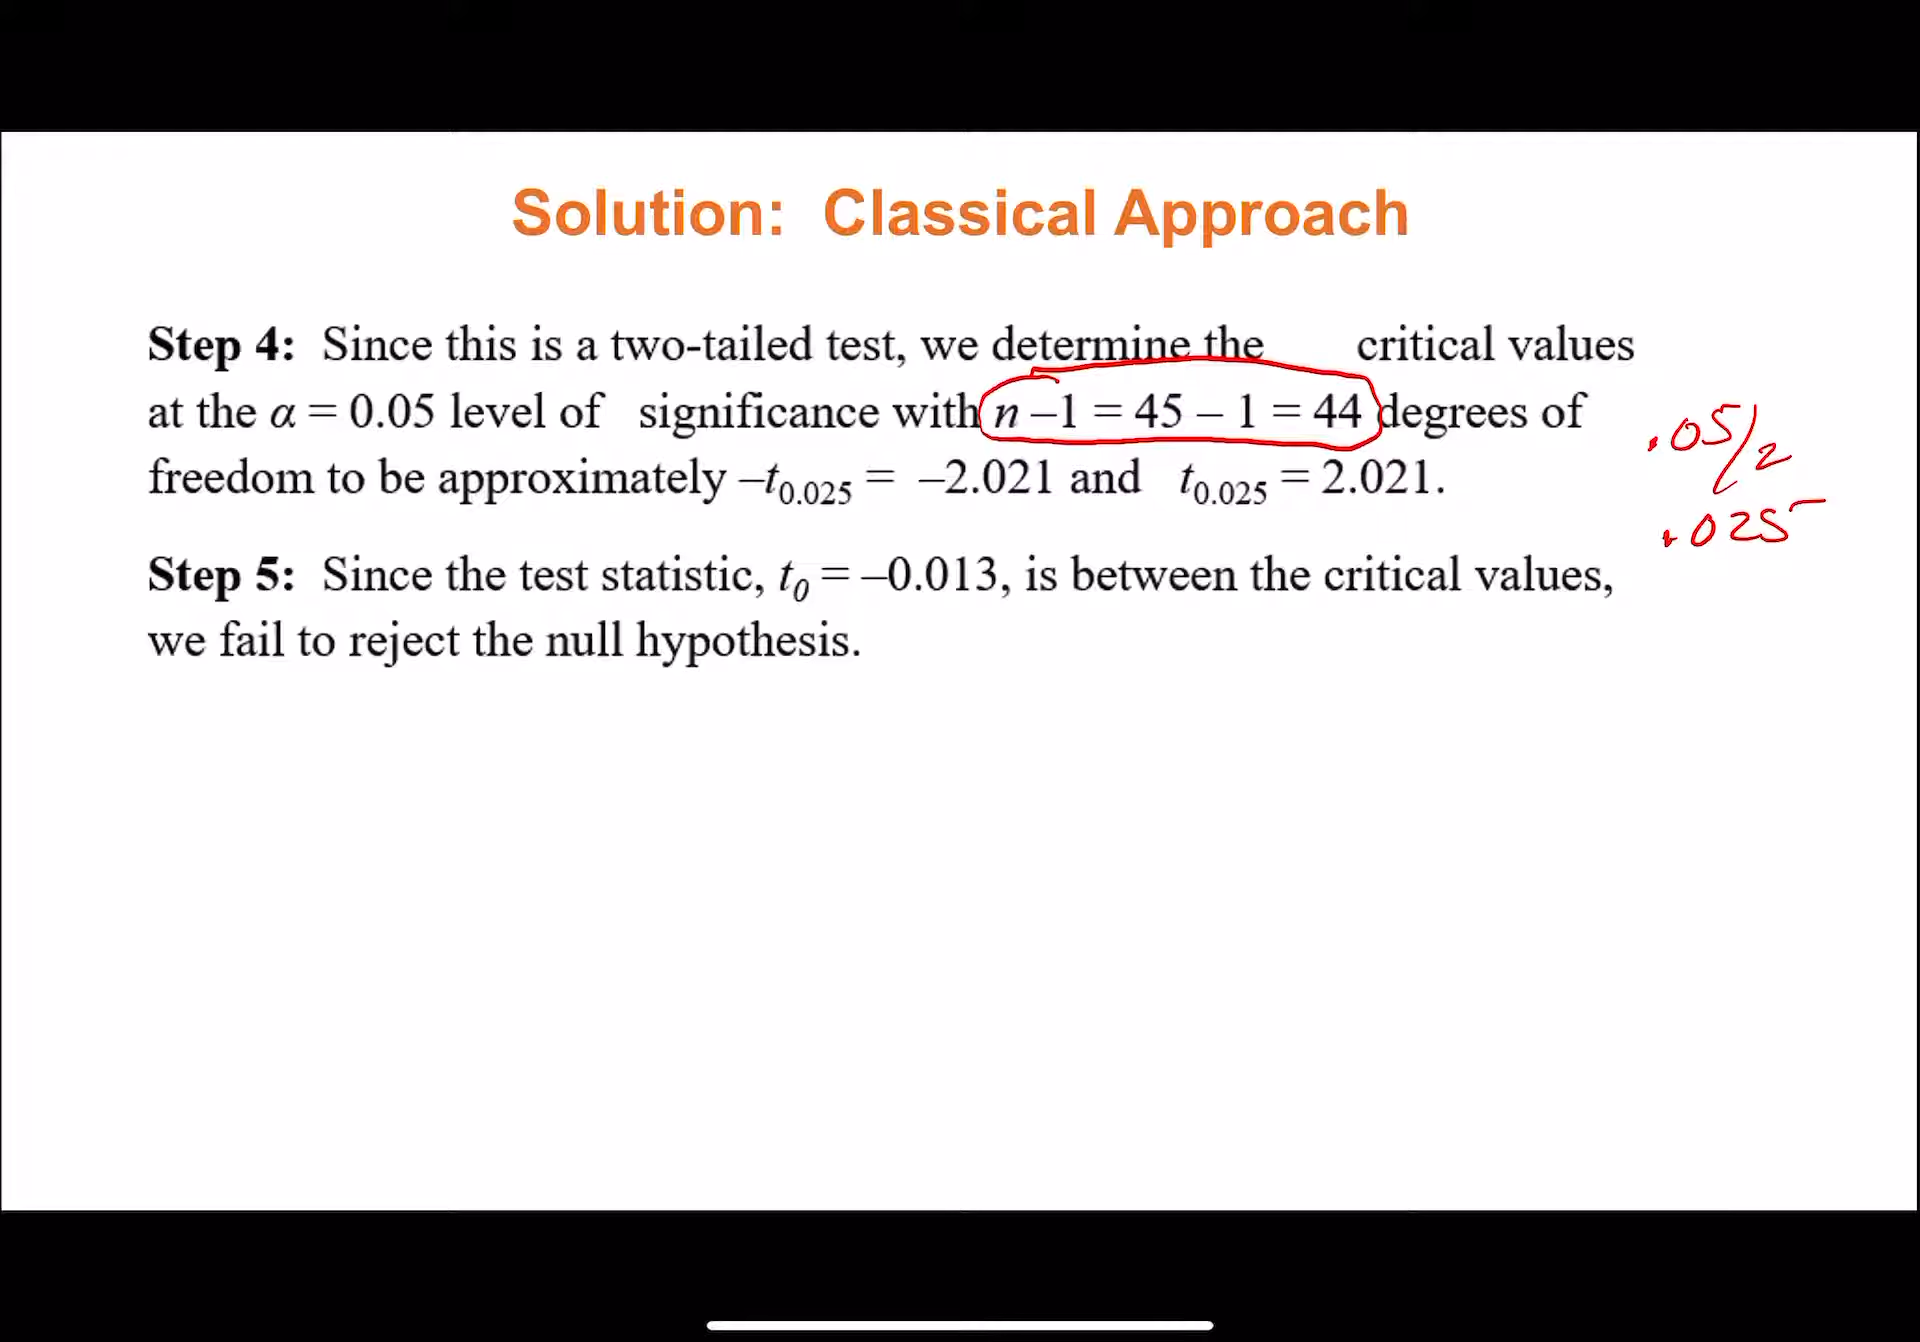 Solution: Classical Approach
Step 4: Since this is a two-tailed test, we determine the critical values
at the α = 0.05 level of significance with n –1 = 45 – 1 = 44 degrees of
freedom to be approximately –t0.025 = –2.021 and t0.025 = 2.021.
.05/2
.025
Step 5: Since the test statistic, t0 = –0.013, is between the critical values,
we fail to reject the null hypothesis.